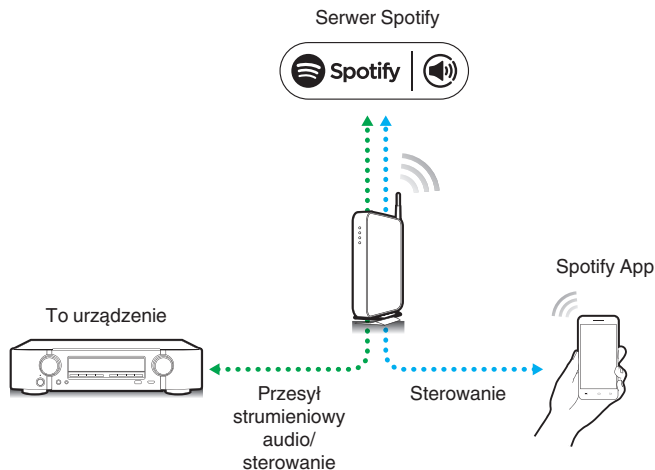 Serwer Spotify
Spotify
Spotify App
To urządzenie
Przesył
strumieniowy
audio/
sterowanie
Sterowanie